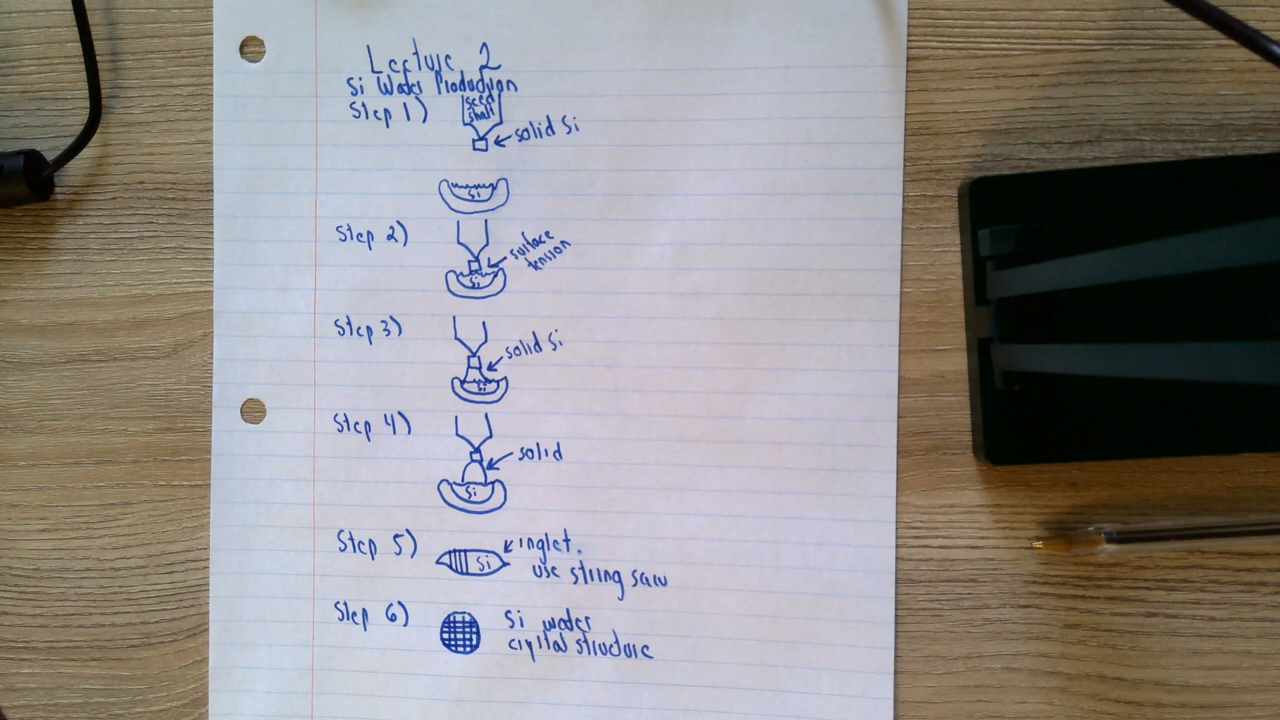 Lecture 2
Si Wafer Production
Step 1)
seed
shaft
solid Si
Si
Step 2)
surface
tension
Si
Step 3)
solid Si
Si
Step 4)
solid
Si
Step 5)
Si
inglet.
use string saw
Step 6)
Si wafer
crystal structure